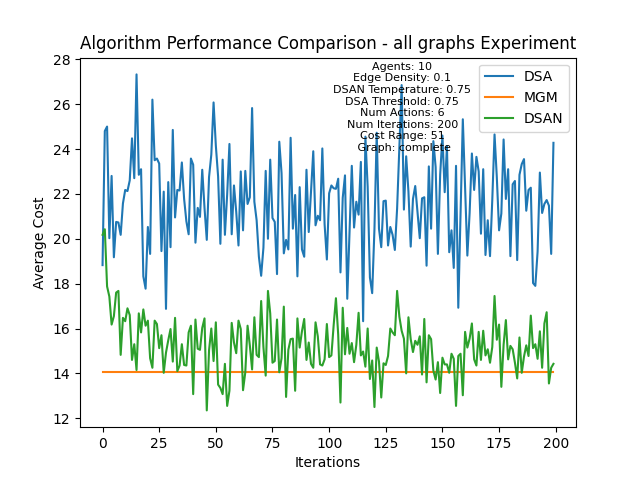 Algorithm Performance Comparison - all graphs Experiment
28
26
24
22
20
18
16
14
12
Average Cost
Agents: 10
Edge Density: 0.1
DSAN Temperature: 0.75
DSA Threshold: 0.75
Num Actions: 6
Num Iterations: 200
Cost Range: 51
Graph: complete
DSA
MGM
DSAN
0
25
50
75
100
125
150
175
200
Iterations